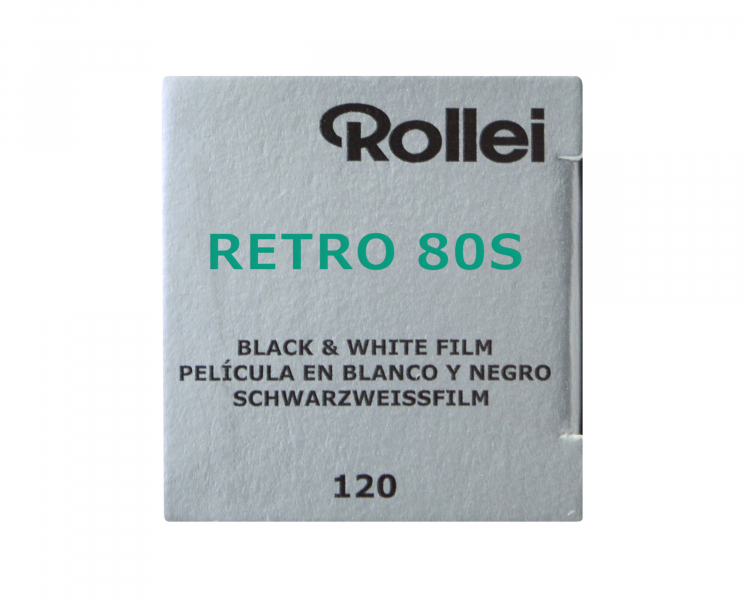 Rollei
RETRO 80S
BLACK & WHITE FILM
PELÍCULA EN BLANCO Y NEGRO
SCHWARZWEISSFILM
120